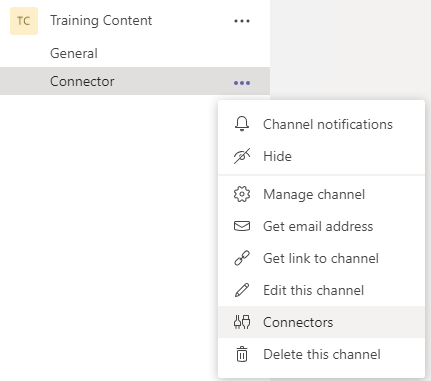 TC Training Content ...
General
Connector ...
Channel notifications
Hide
Manage channel
Get email address
Get link to channel
Edit this channel
Connectors
Delete this channel